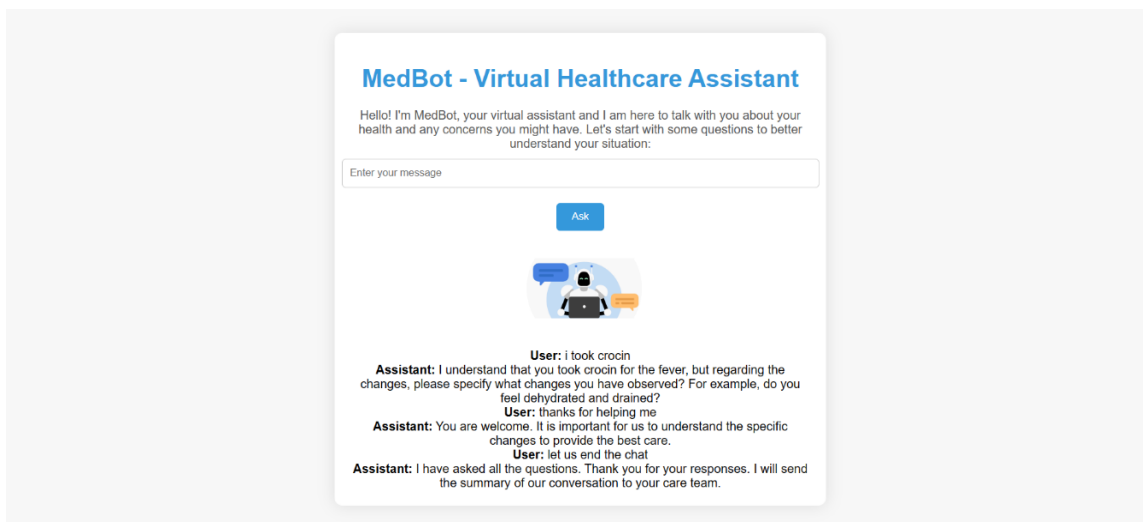 MedBot - Virtual Healthcare Assistant
Hello! I'm MedBot, your virtual assistant and I am here to talk with you about your
health and any concerns you might have. Let's start with some questions to better
understand your situation:
Enter your message
Ask
User: i took crocin
Assistant: I understand that you took crocin for the fever, but regarding the
changes, please specify what changes you have observed? For example, do you
feel dehydrated and drained?
User: thanks for helping me
Assistant: You are welcome. It is important for us to understand the specific
changes to provide the best care.
User: let us end the chat
Assistant: I have asked all the questions. Thank you for your responses. I will send
the summary of our conversation to your care team.